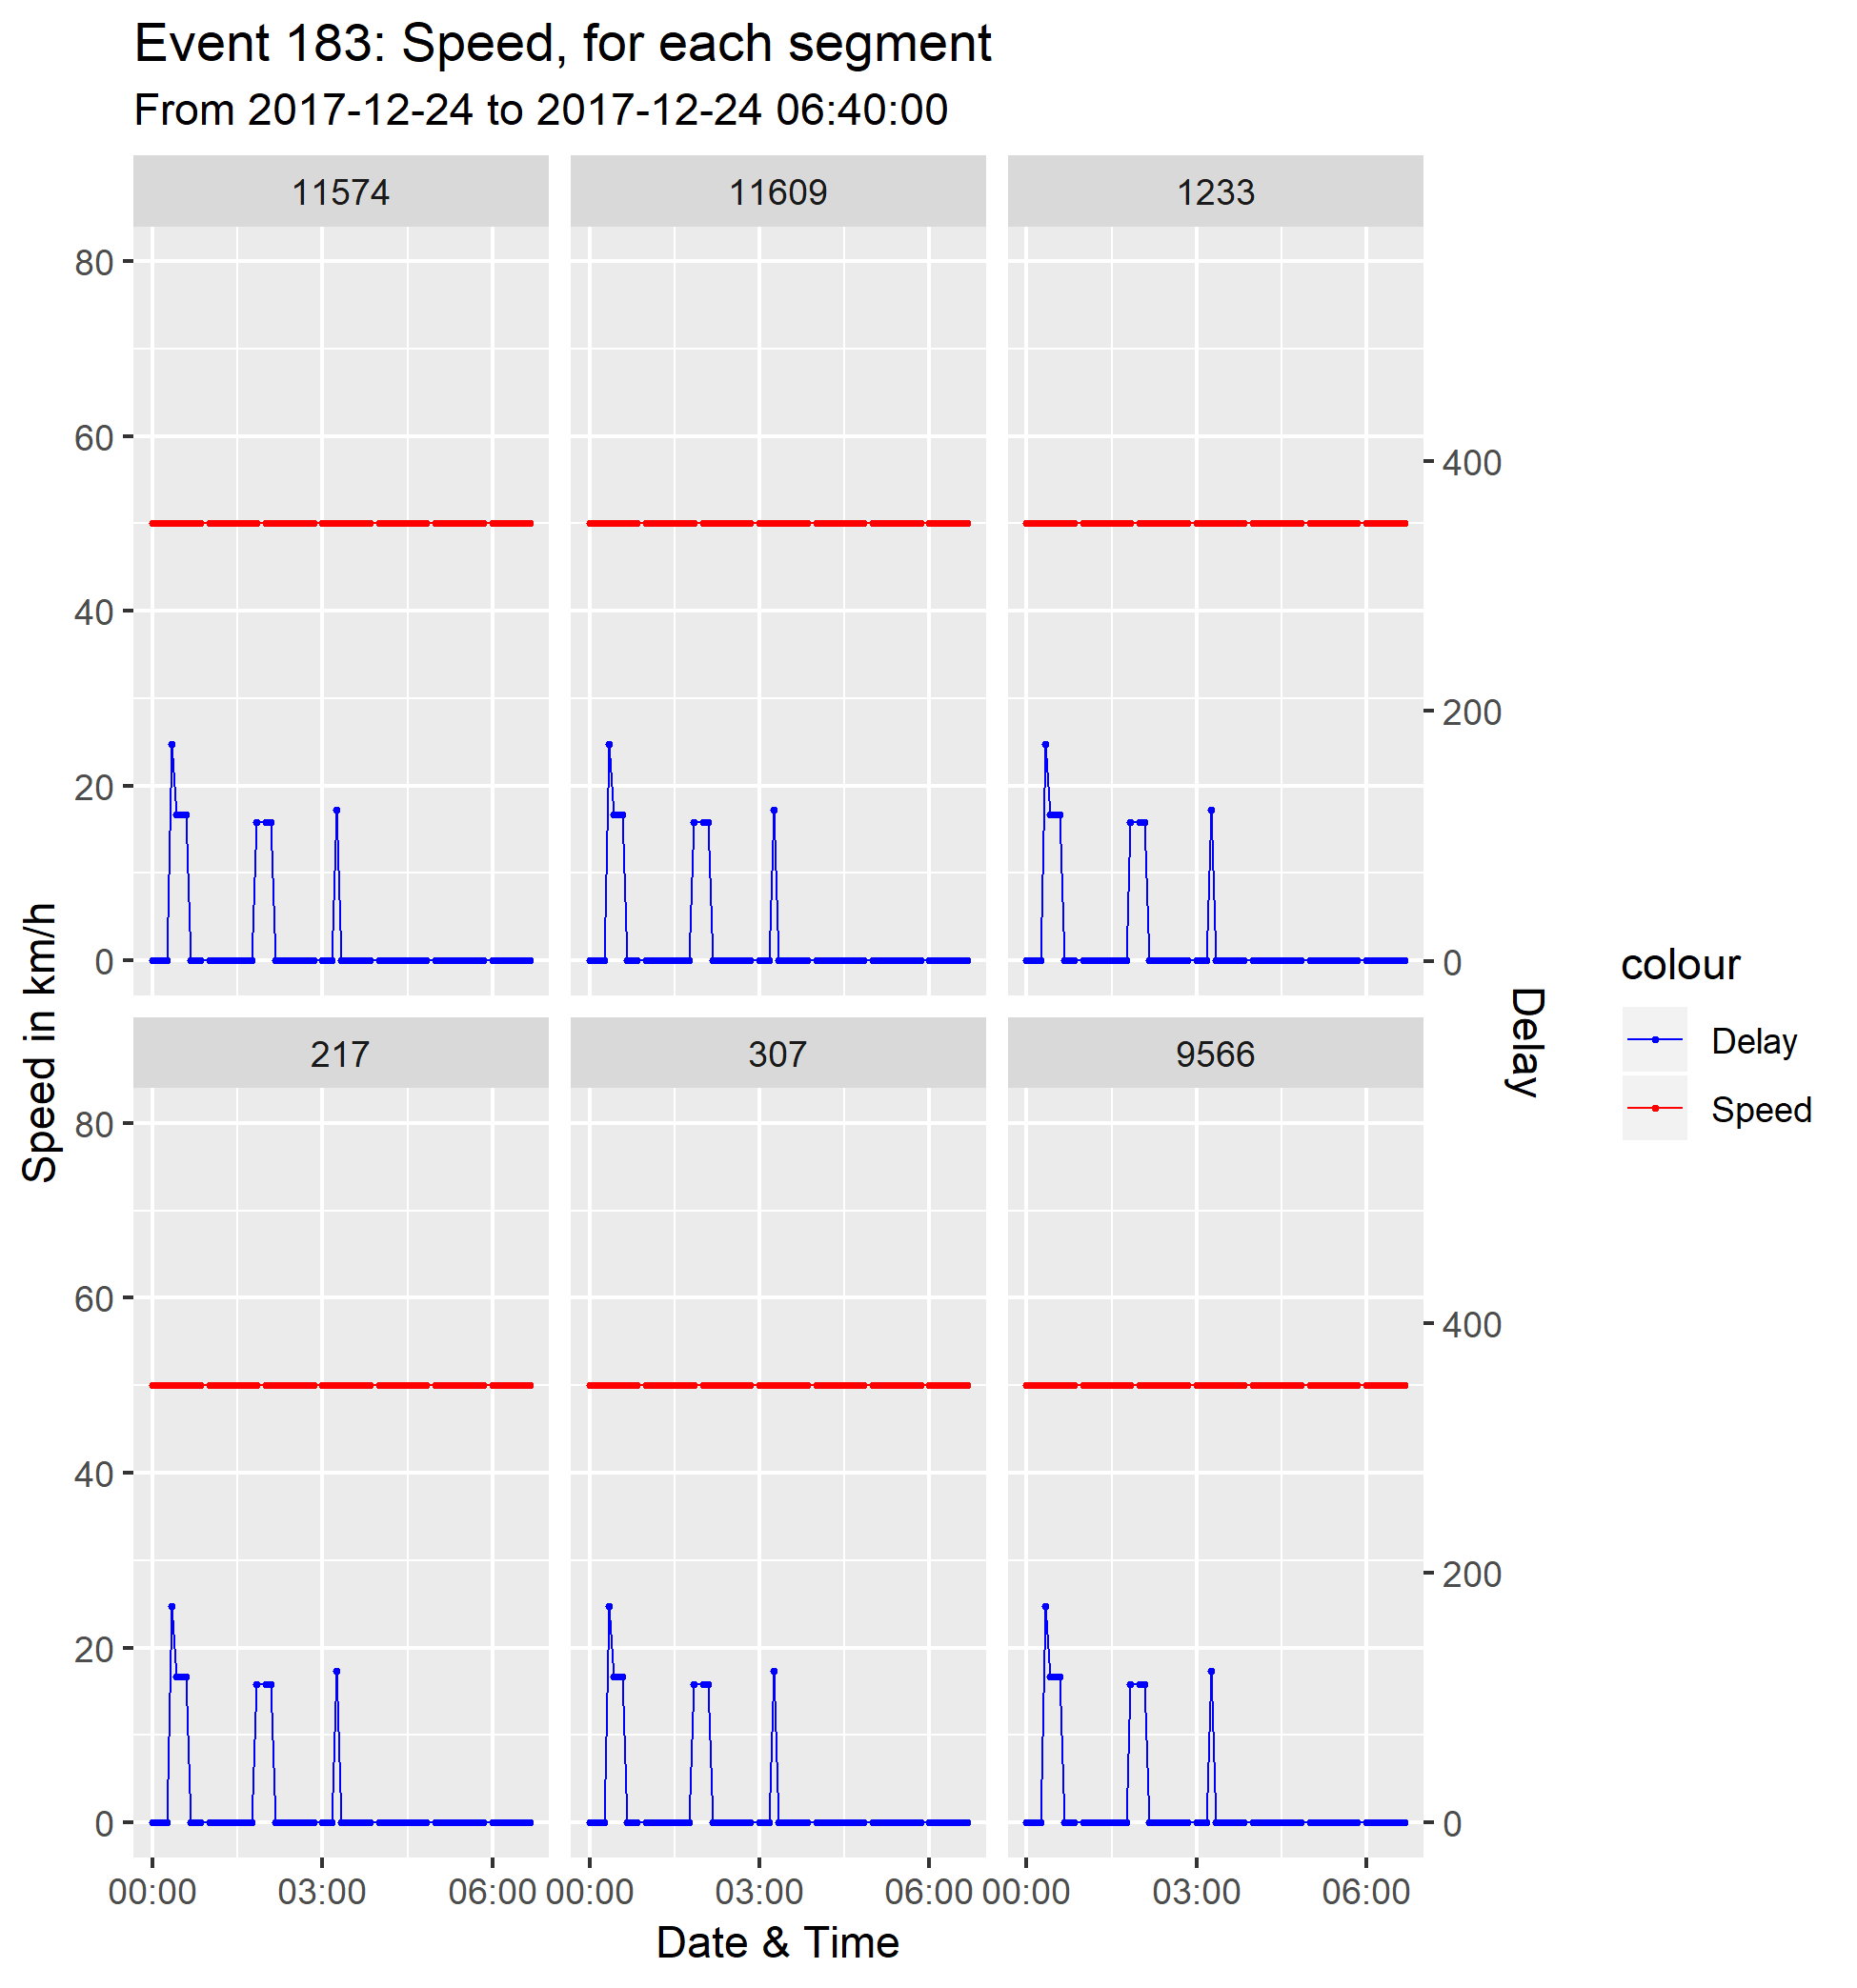 Event 183: Speed, for each segment
From 2017-12-24 to 2017-12-24 06:40:00
11574 11609 1233
80
60
40
20
0
400
200
0
217 307 9566
80
60
40
20
0
400
200
0
00:00 03:00 06:00 00:00 03:00 06:00 00:00 03:00 06:00
Date & Time
Speed in km/h
Delay
colour
Delay
Speed